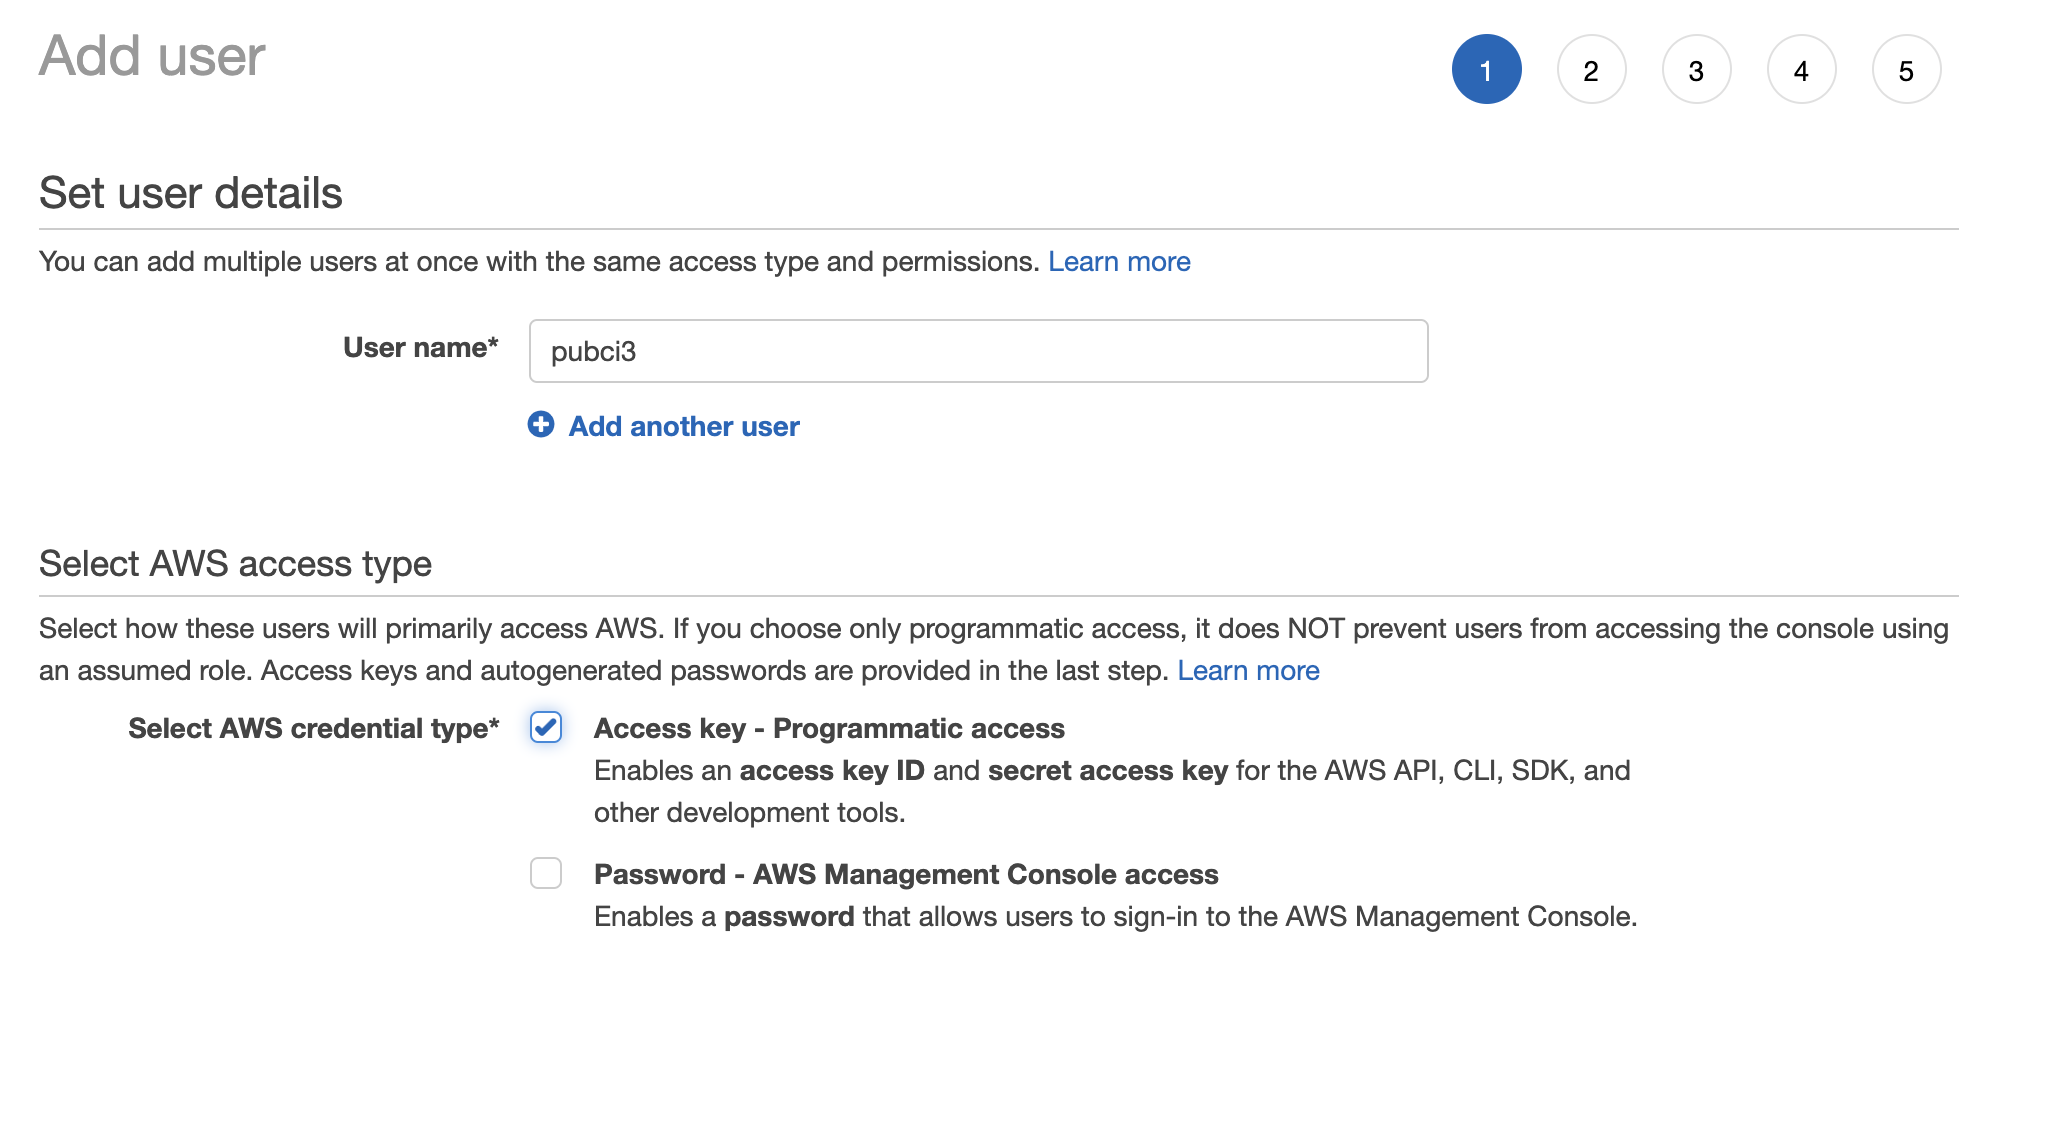 Add user
1 2 3 4 5
Set user details
You can add multiple users at once with the same access type and permissions. Learn more
User name* pubci3
Add another user
Select AWS access type
Select how these users will primarily access AWS. If you choose only programmatic access, it does NOT prevent users from accessing the console using
an assumed role. Access keys and autogenerated passwords are provided in the last step. Learn more
Select AWS credential type* Access key - Programmatic access
Enables an access key ID and secret access key for the AWS API, CLI, SDK, and
other development tools.
Password - AWS Management Console access
Enables a password that allows users to sign-in to the AWS Management Console.